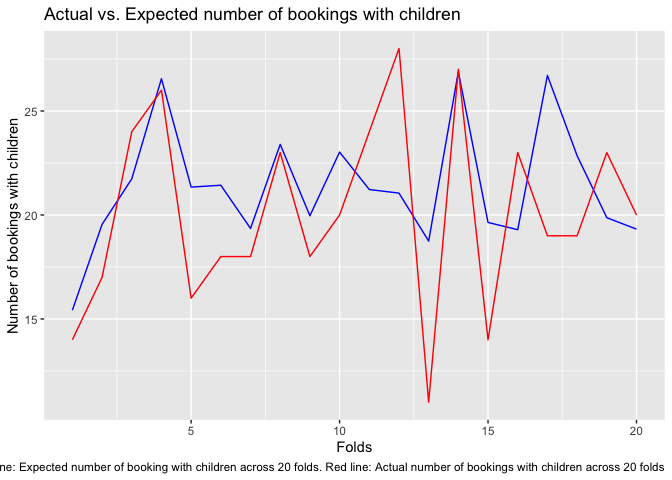 Actual vs. Expected number of bookings with children
Number of bookings with children
25
20
15
5
10
15
20
Folds
ne: Expected number of booking with children across 20 folds. Red line: Actual number of bookings with children across 20 folds